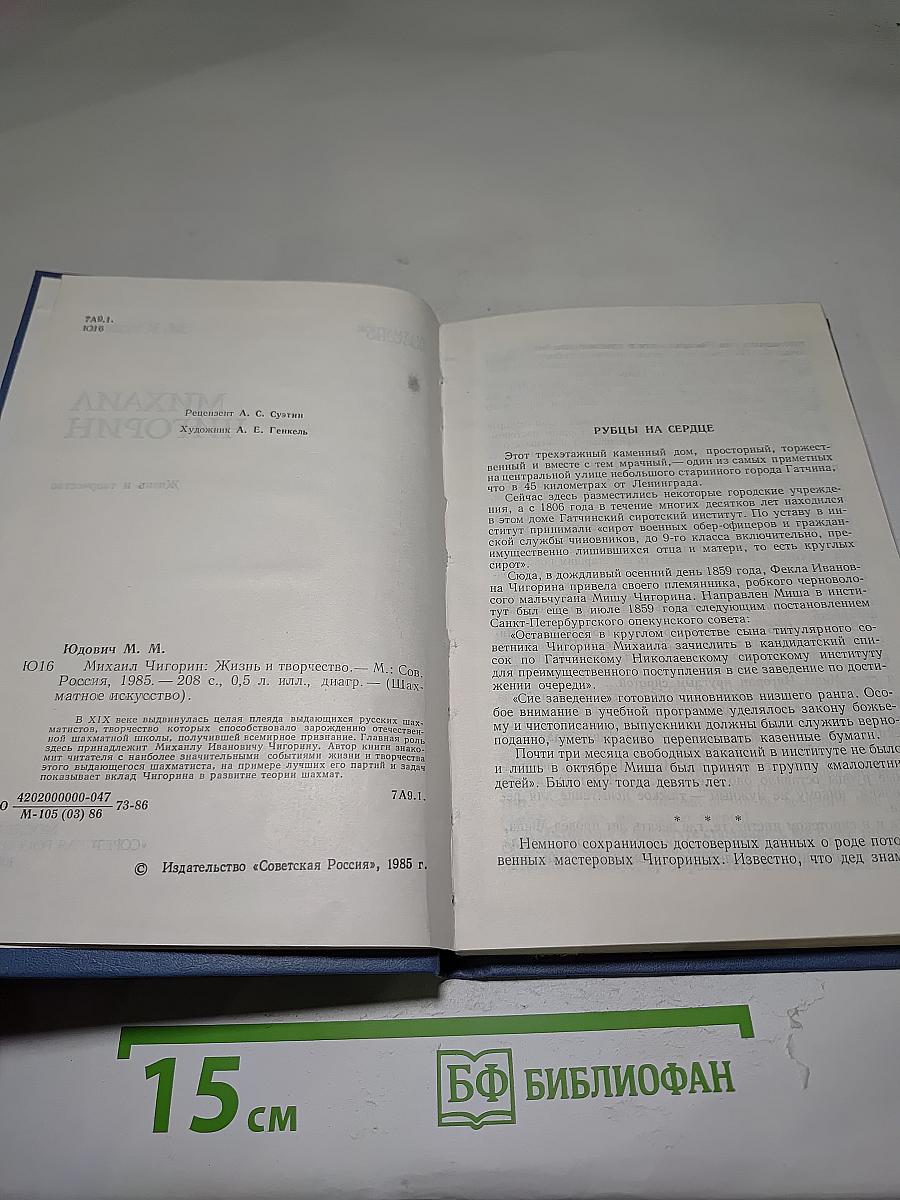 7А9.1.
Ю16
Рецензент А. С. Суэтин
Художник А. Е. Генкель
Юдович М. М.
Ю16 Михаил Чигорин: Жизнь и творчество.— М.: Сов.
Россия, 1985. — 208 с., 0,5 л. илл., диагр. — (Шах-
матное искусство).
В XIX веке выдвинулась целая плеяда выдающихся русских шах-
матистов, творчество которых способствовало зарождению отечествен-
ной шахматной школы, получившей всемирное признание. Главная роль
здесь принадлежит Михаилу Ивановичу Чигорину. Автор книги знако-
мит читателя с наиболее значительными событиями жизни и творчества
этого выдающегося шахматиста, на примере лучших его партий и задач
показывает вклад Чигорина в развитие теории шахмат.
Ю 4202000000-047
М-105 (03) 86
73-86
7А9.1.
© Издательство «Советская Россия», 1985 г.
РУБЦЫ НА СЕРДЦЕ
Этот трехэтажный каменный дом, просторный, торжест-
венный и вместе с тем мрачный,— один из самых приметных
на центральной улице небольшого старинного города Гатчина,
что в 45 километрах от Ленинграда.
Сейчас здесь разместились некоторые городские учрежде-
ния, а с 1806 года в течение многих десятков лет находился
в этом доме Гатчинский сиротский институт. По уставу в ин-
ститут принимали «сирот военных обер-офицеров и граждан-
ской службы чиновников, до 9-го класса включительно, пре-
имущественно лишившихся отца и матери, то есть круглых
сирот».
Сюда, в дождливый осенний день 1859 года, Фекла Иванов-
на Чигорина привела своего племянника, робкого черноволо-
сого мальчугана Мишу Чигорина. Направлен Миша в инсти-
тут был еще в июле 1859 года следующим постановлением
Санкт-Петербургского опекунского совета:
«Оставшегося в круглом сиротстве сына титулярного со-
ветника Чигорина Михаила зачислить в кандидатский спи-
сок по Гатчинскому Николаевскому сиротскому институту
для преимущественного поступления в сие заведение по дости-
жении очереди».
«Сие заведение» готовило чиновников низшего ранга. Осо-
бое внимание в учебной программе уделялось закону божье-
му и чистописанию, выпускники должны были служить верно-
поданно, уметь красиво переписывать казенные бумаги.
Почти три месяца свободных вакансий в институте не было
и лишь в октябре Миша был принят в группу «малолетни
детей». Было ему тогда девять лет.
* * *
Немного сохранилось достоверных данных о роде пото
венных мастеровых Чигориных. Известно, что дед знам
15 см
БФ БИБЛИОФАН